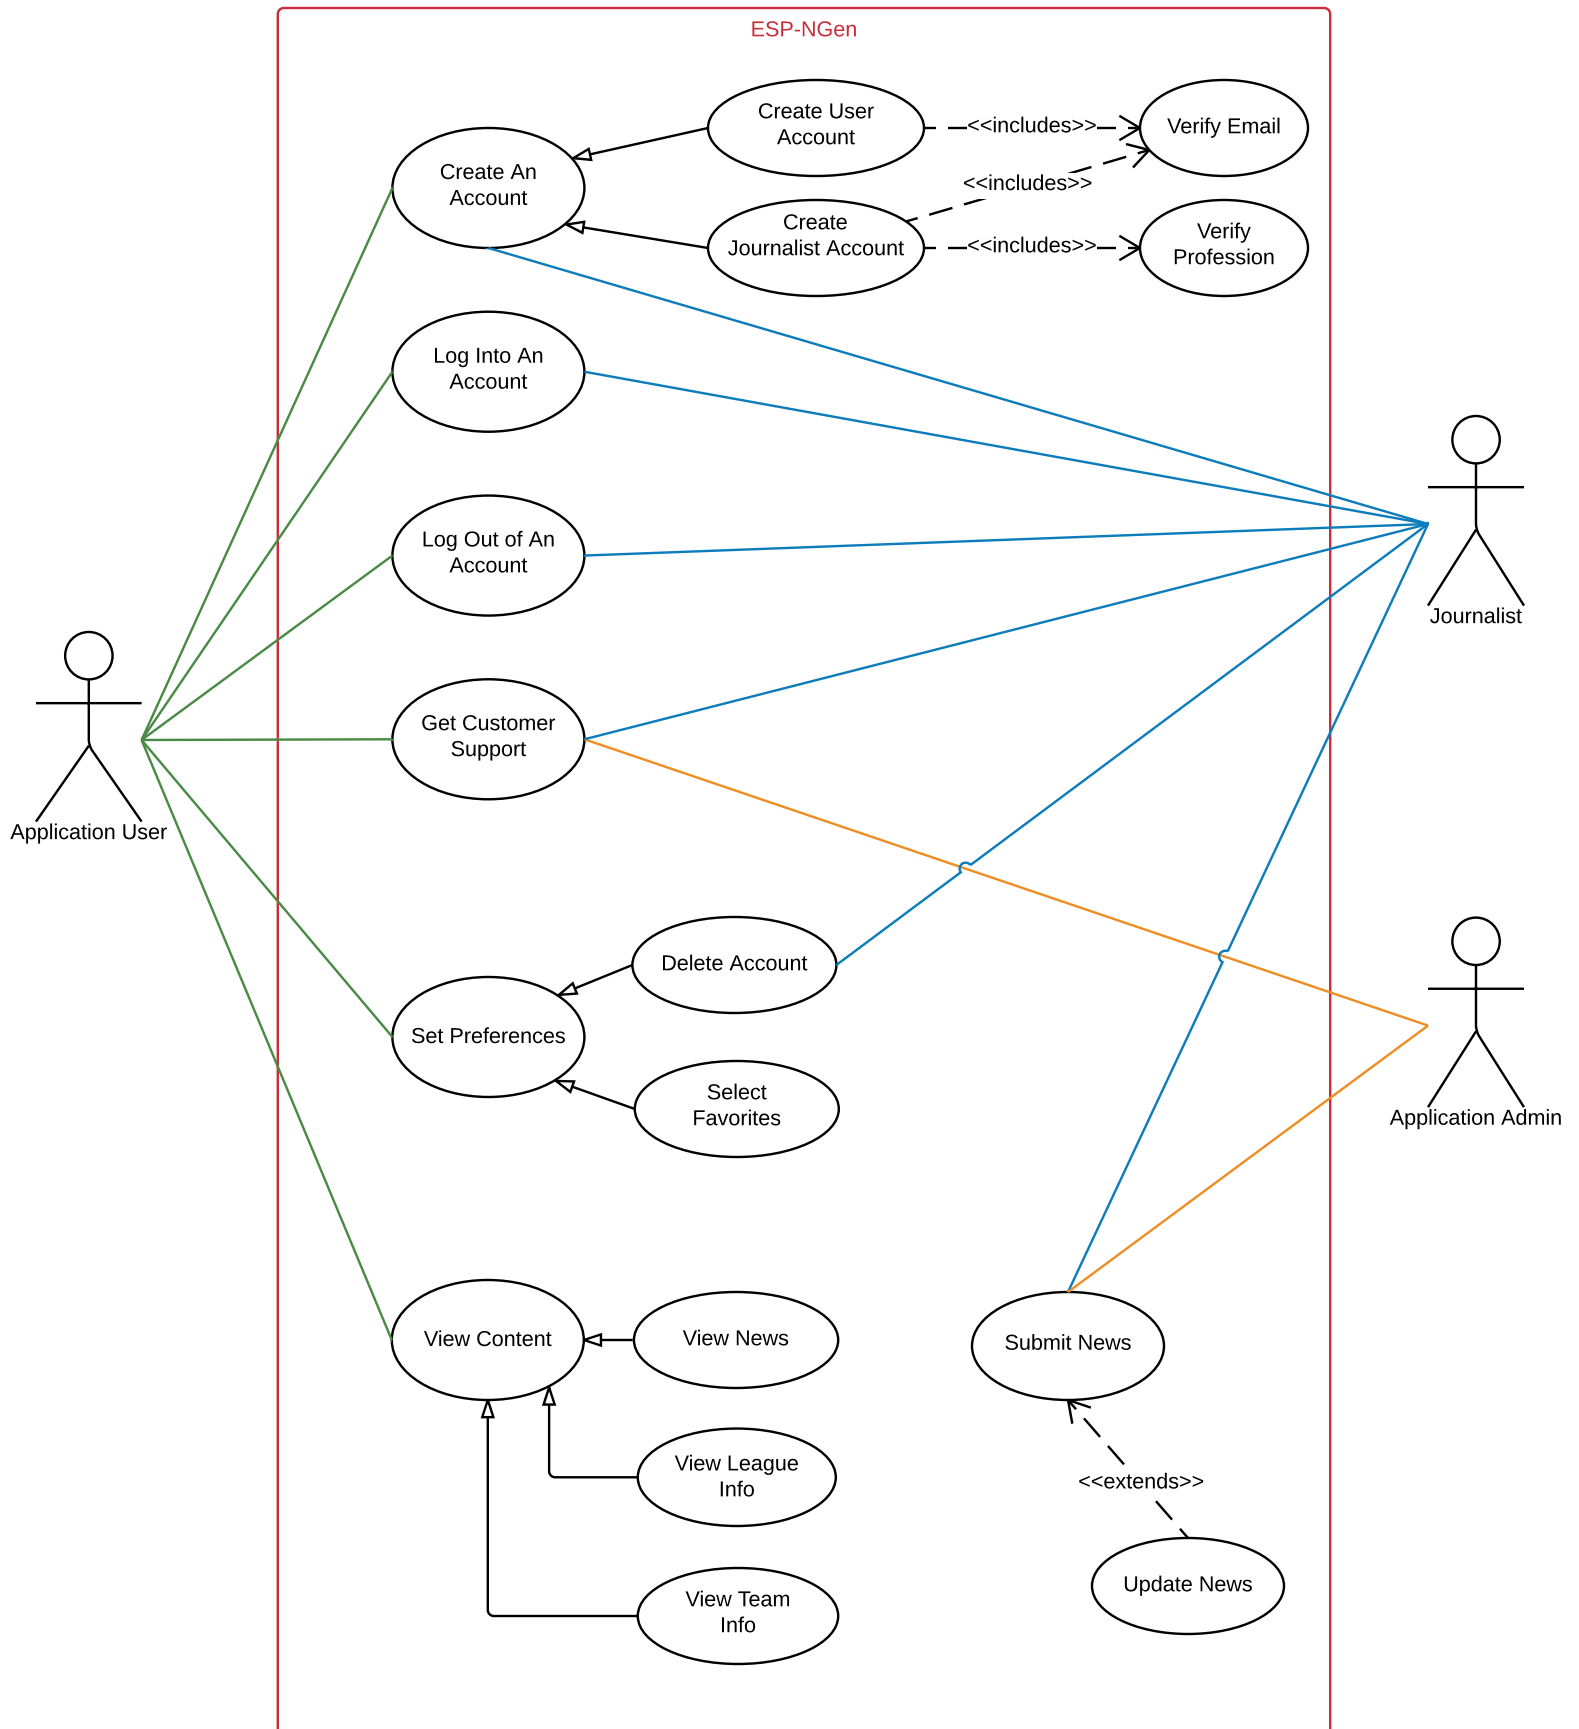 ESP-NGen
Create An
Account
Create User
Account
<<includes>>
Verify Email
<<includes>>
Create
Journalist Account
<<includes>>
Verify
Profession
Log Into An
Account
Log Out of An
Account
Journalist
Get Customer
Support
Application User
Delete Account
Set Preferences
Select
Favorites
Application Admin
View Content
View News
Submit News
View League
Info
<<extends>>
View Team
Info
Update News